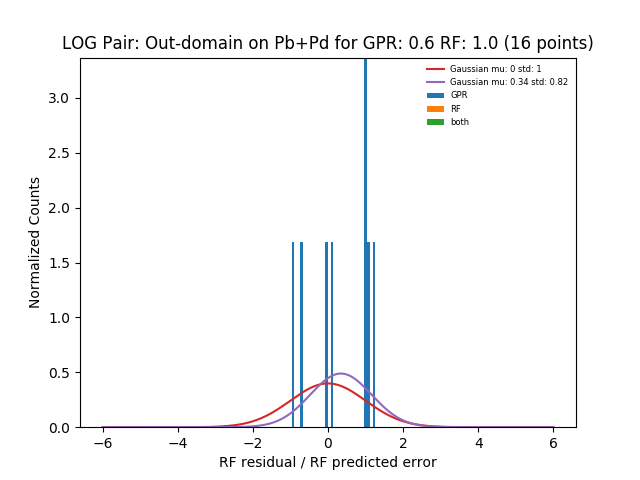 LOG Pair: Out-domain on Pb+Pd for GPR: 0.6 RF: 1.0 (16 points)
Gaussian mu: 0 std: 1
Gaussian mu: 0.34 std: 0.82
GPR
RF
both
Normalized Counts
3.0
2.5
2.0
1.5
1.0
0.5
0.0
−6 −4 −2 0 2 4 6
RF residual / RF predicted error